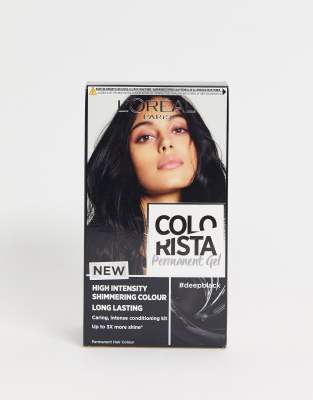 L'ORÉAL
PARIS
COLO
RISTA
Permanent Gel
#deepblack
NEW
HIGH INTENSITY
SHIMMERING COLOUR
LONG LASTING
Caring, intense conditioning kit
Up to 3X more shine*
Permanent Hair Colour